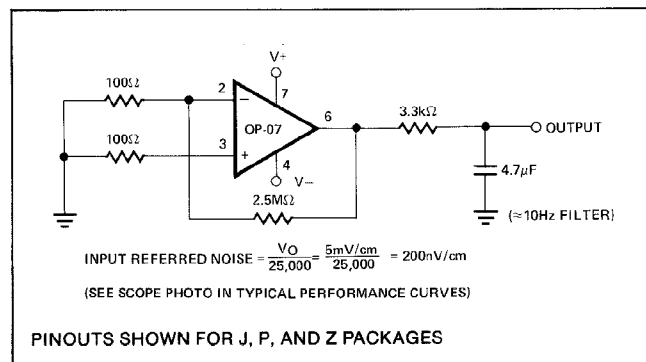 V+
100Ω
2
−
7
6
3.3kΩ
OP-07
OUTPUT
100Ω
3
+
4
4.7µF
V−
2.5MΩ
(≈10Hz FILTER)
INPUT REFERRED NOISE = VO/25,000 = 5mV/cm/25,000 = 200nV/cm
(SEE SCOPE PHOTO IN TYPICAL PERFORMANCE CURVES)
PINOUTS SHOWN FOR J, P, AND Z PACKAGES